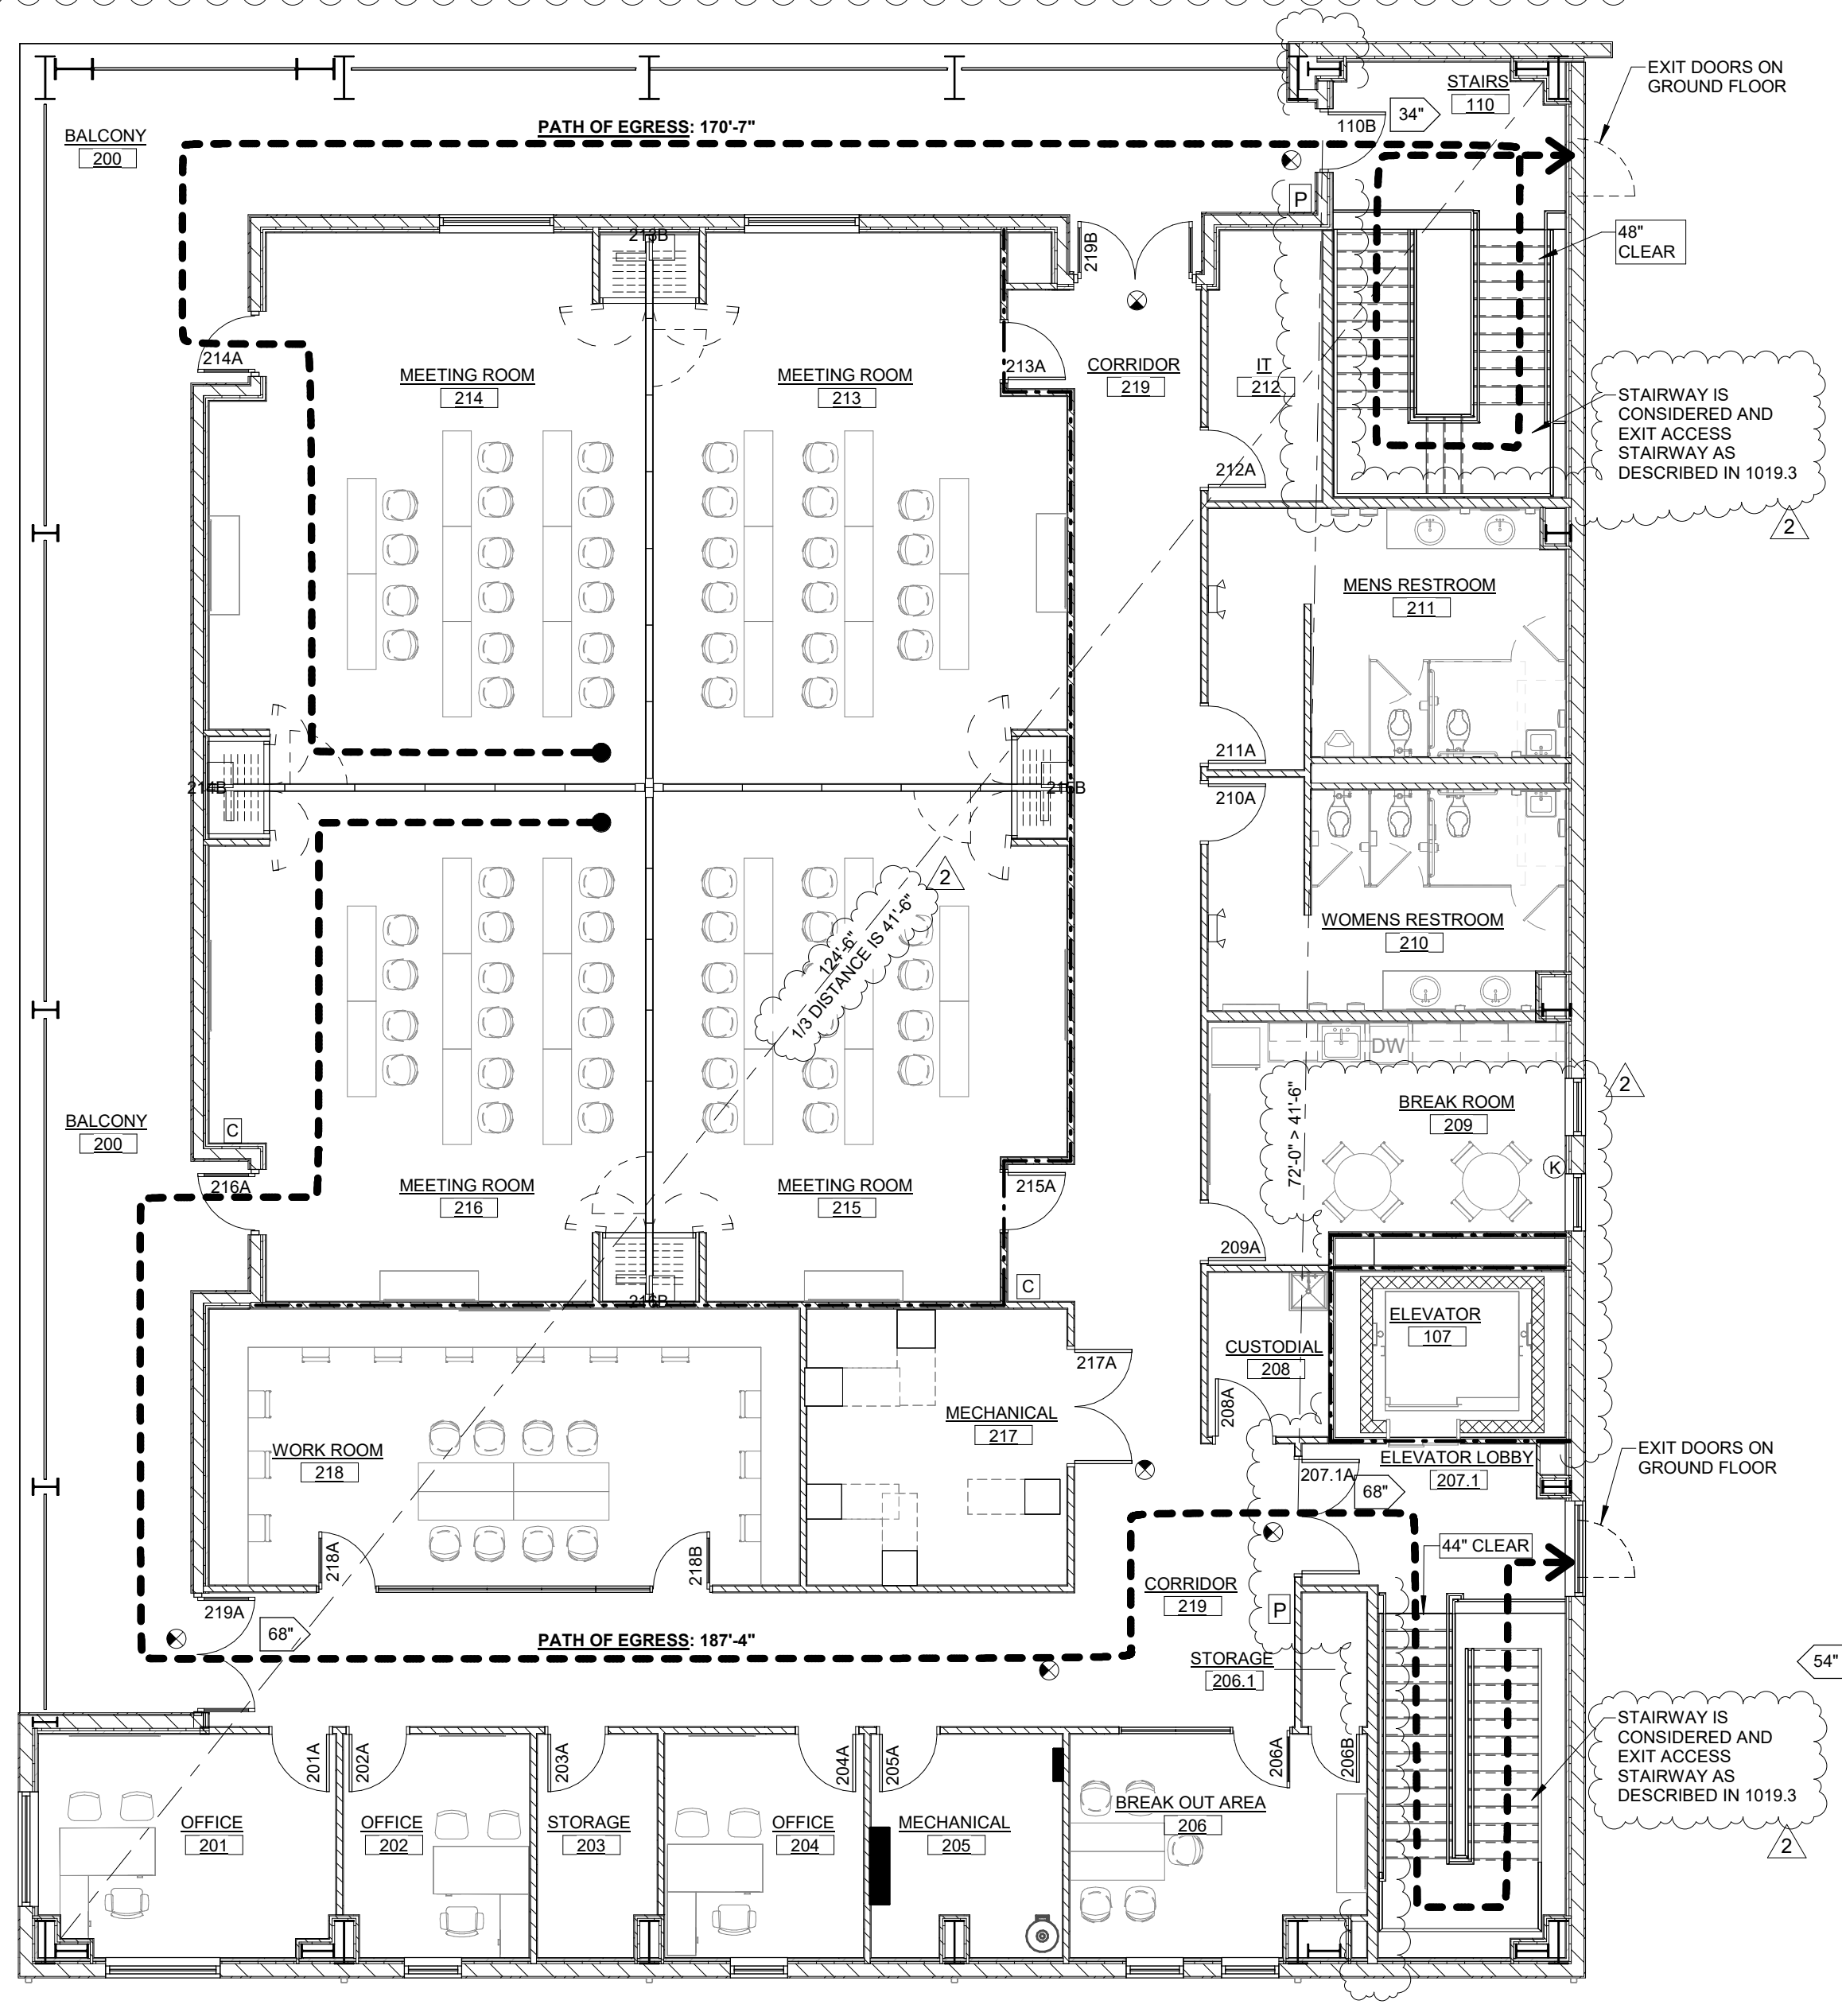 EXIT DOORS ON
GROUND FLOOR
STAIRS
110
34"
110B
PATH OF EGRESS: 170'-7"
BALCONY
200
P
48"
CLEAR
213B
219B
214A
213A
MEETING ROOM
214
MEETING ROOM
213
CORRIDOR
219
IT
212
STAIRWAY IS
CONSIDERED AND
EXIT ACCESS
STAIRWAY AS
DESCRIBED IN 1019.3
2
212A
MENS RESTROOM
211
211A
214B
215B
210A
2
124'-6"
1/3 DISTANCE IS 41'-6"
WOMENS RESTROOM
210
DW
2
72'-0" > 41'-6"
BREAK ROOM
209
K
BALCONY
200
C
216A
MEETING ROOM
216
MEETING ROOM
215
215A
209A
C
216B
ELEVATOR
107
CUSTODIAL
208
217A
208A
MECHANICAL
217
WORK ROOM
218
ELEVATOR LOBBY
207.1
207.1A
68"
EXIT DOORS ON
GROUND FLOOR
44" CLEAR
218A
218B
CORRIDOR
219
P
219A
68"
PATH OF EGRESS: 187'-4"
STORAGE
206.1
54"
STAIRWAY IS
CONSIDERED AND
EXIT ACCESS
STAIRWAY AS
DESCRIBED IN 1019.3
2
201A
202A
203A
204A
205A
206A
206B
OFFICE
201
OFFICE
202
STORAGE
203
OFFICE
204
MECHANICAL
205
BREAK OUT AREA
206